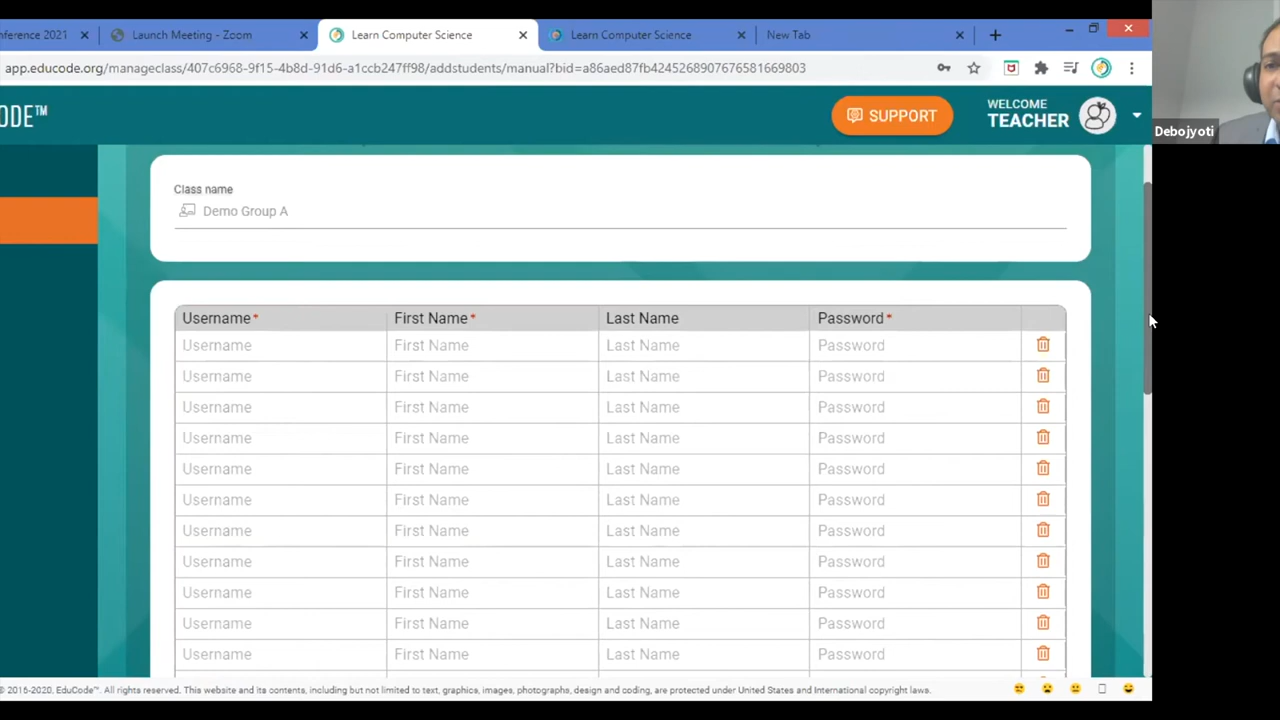 onference 2021
Launch Meeting - Zoom
Learn Computer Science
Learn Computer Science
New Tab
app.educode.org/manageclass/407c6968-9f15-4b8d-91d6-a1ccb247ff98/addstudents/manual?bid=a86aed87fb4245268907676581669803
ODE™
SUPPORT
WELCOME
TEACHER
Debojyoti
Class name
Demo Group A
Username* First Name* Last Name Password*
Username First Name Last Name Password
Username First Name Last Name Password
Username First Name Last Name Password
Username First Name Last Name Password
Username First Name Last Name Password
Username First Name Last Name Password
Username First Name Last Name Password
Username First Name Last Name Password
Username First Name Last Name Password
Username First Name Last Name Password
Username First Name Last Name Password
© 2016-2020. EduCode™. All rights reserved. This website and its contents, including but not limited to text, graphics, images, photographs, design and coding, are protected under United States and International copyright laws.